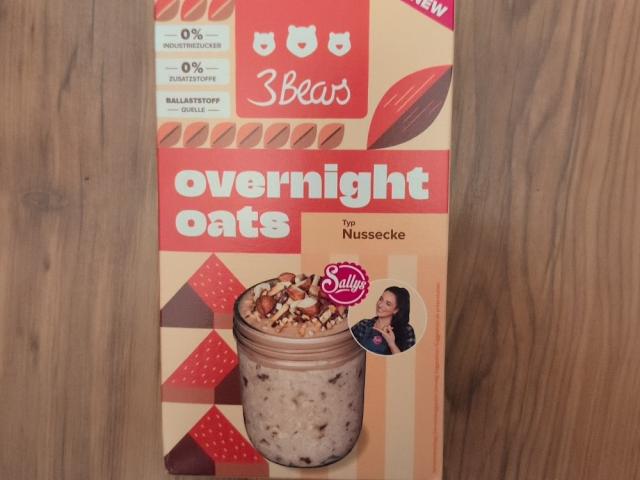 NEW
0%
INDUSTRIEZUCKER
0%
ZUSATZSTOFFE
BALLASTSTOFF
QUELLE
3Bears
overnight
oats
Typ
Nussecke
Sallys